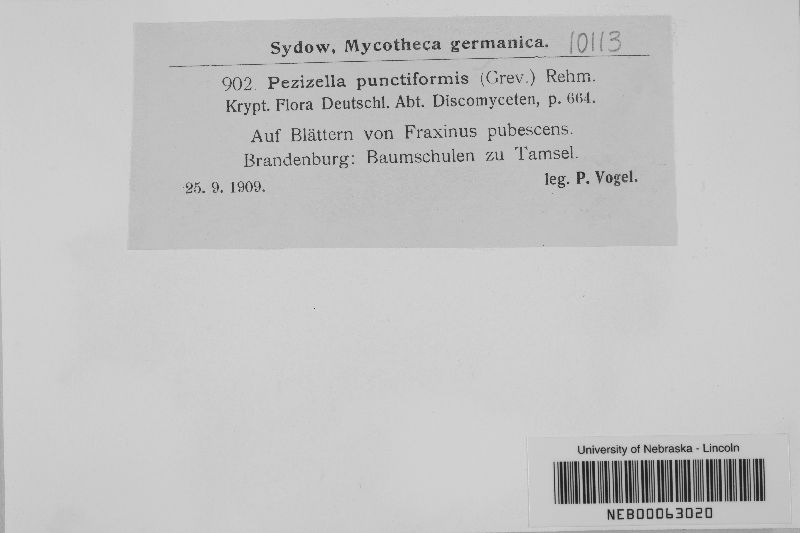 Sydow, Mycotheca germanica. 10113
902. Pezizella punctiformis (Grev.) Rehm.
Krypt. Flora Deutschl. Abt. Discomyceten, p. 664.
Auf Blättern von Fraxinus pubescens.
Brandenburg: Baumschulen zu Tamsel.
25. 9. 1909. leg. P. Vogel.
University of Nebraska - Lincoln
NEB00063020